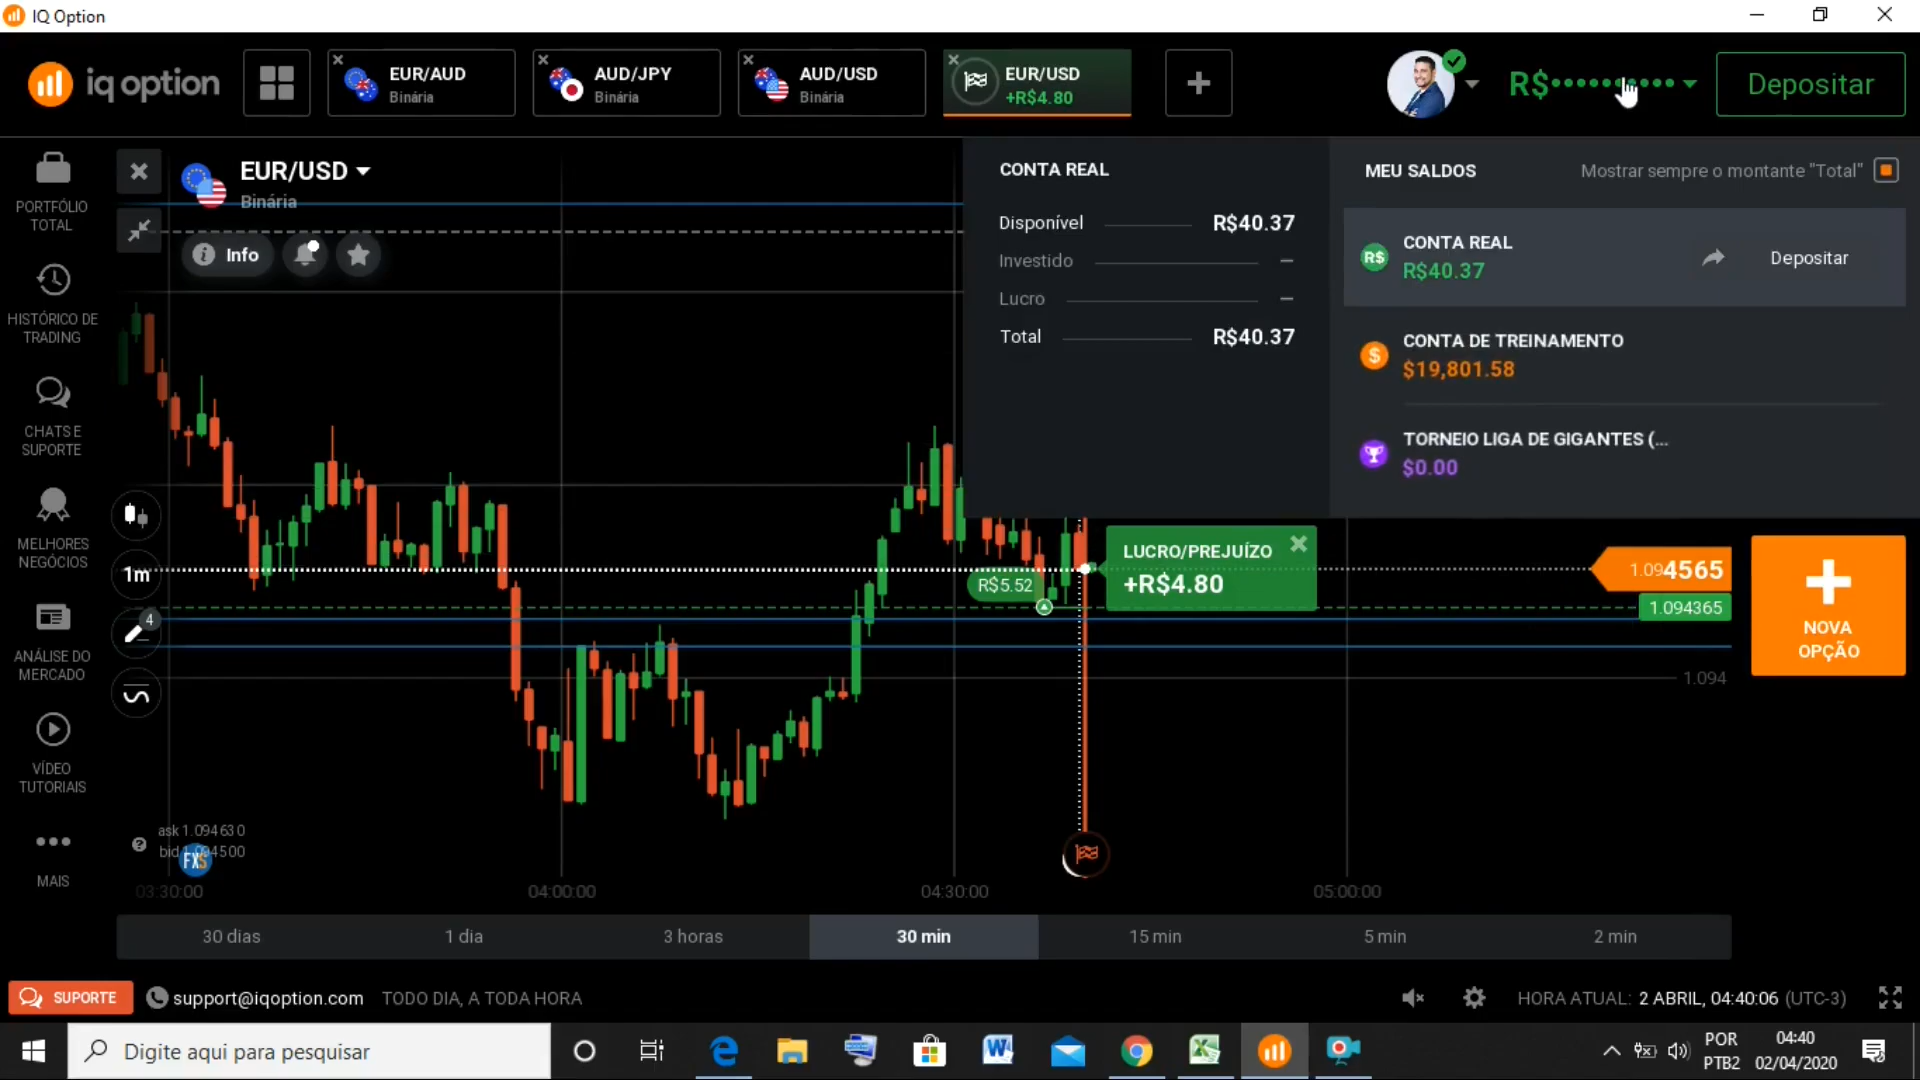 IQ Option
iq option
EUR/AUD
Binária
AUD/JPY
Binária
AUD/USD
Binária
EUR/USD
+R$4.80
R$••••••••••
Depositar
PORTFÓLIO
TOTAL
HISTÓRICO DE
TRADING
CHATS E
SUPORTE
MELHORES
NEGÓCIOS
ANÁLISE DO
MERCADO
VÍDEO
TUTORIAIS
MAIS
EUR/USD
Binária
Info
1m
4
CONTA REAL
Disponível R$40.37
Investido –
Lucro –
Total R$40.37
MEU SALDOS
Mostrar sempre o montante "Total"
R$
CONTA REAL
R$40.37
Depositar
$
CONTA DE TREINAMENTO
$19,801.58
TORNEIO LIGA DE GIGANTES (...
$0.00
R$5.52
LUCRO/PREJUÍZO
+R$4.80
1.094565
1.094365
1.094
NOVA
OPÇÃO
ask 1.094630
bid 1.094500
FXS
03:30:00
04:00:00
04:30:00
05:00:00
30 dias
1 dia
3 horas
30 min
15 min
5 min
2 min
SUPORTE
support@iqoption.com
TODO DIA, A TODA HORA
HORA ATUAL: 2 ABRIL, 04:40:06 (UTC-3)
Digite aqui para pesquisar
POR
PTB2
04:40
02/04/2020